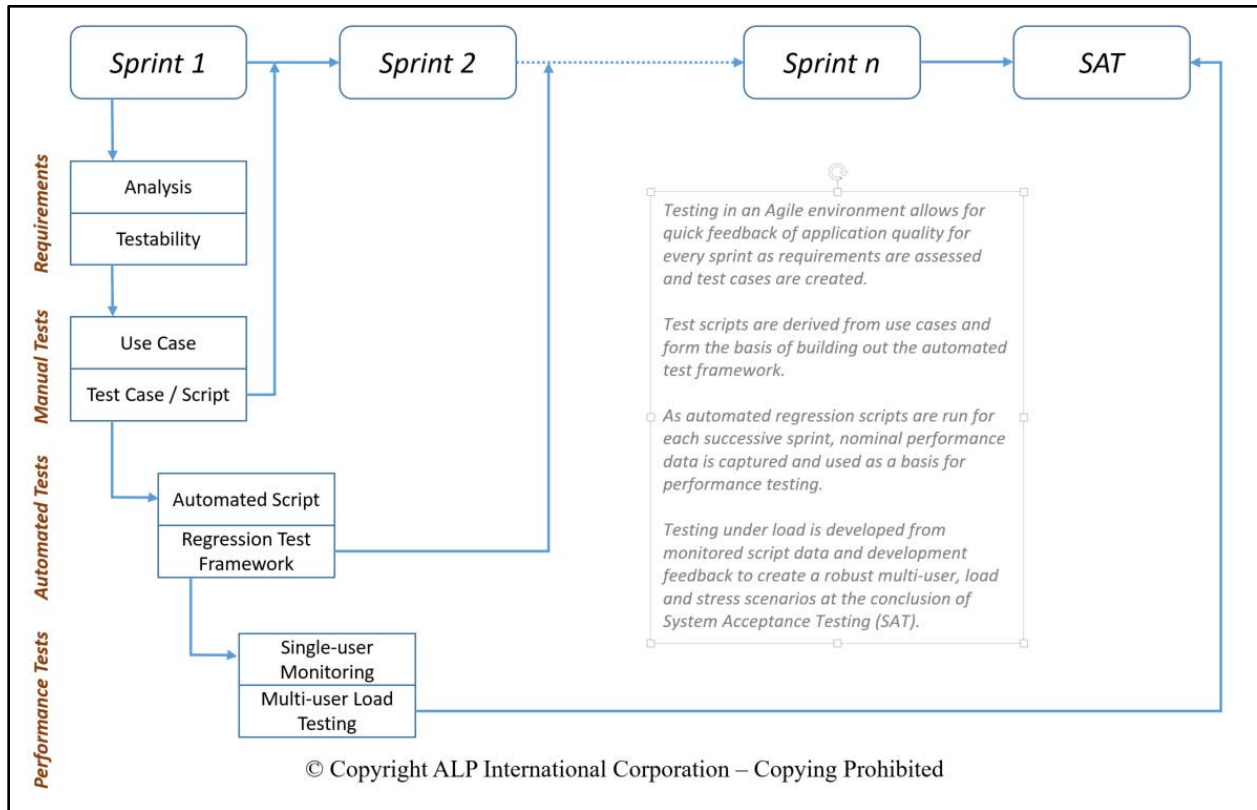 Sprint 1
Sprint 2
Sprint n
SAT
Requirements
Analysis
Testability
Manual Tests
Use Case
Test Case / Script
Automated Tests
Automated Script
Regression Test
Framework
Performance Tests
Single-user
Monitoring
Multi-user Load
Testing
Testing in an Agile environment allows for
quick feedback of application quality for
every sprint as requirements are assessed
and test cases are created.
Test scripts are derived from use cases and
form the basis of building out the automated
test framework.
As automated regression scripts are run for
each successive sprint, nominal performance
data is captured and used as a basis for
performance testing.
Testing under load is developed from
monitored script data and development
feedback to create a robust multi-user, load
and stress scenarios at the conclusion of
System Acceptance Testing (SAT).
© Copyright ALP International Corporation – Copying Prohibited